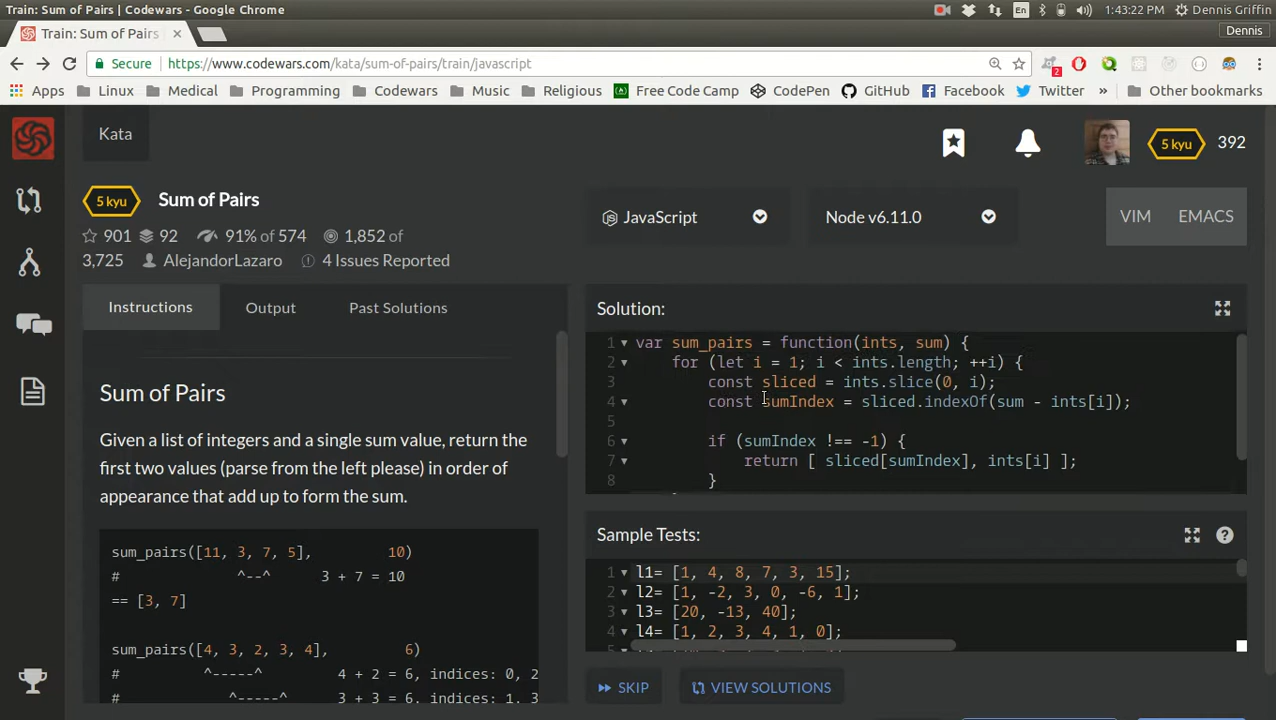 Train: Sum of Pairs | Codewars - Google Chrome
En
1:43:22 PM
Dennis Griffin
Train: Sum of Pairs
Dennis
Secure
https://www.codewars.com/kata/sum-of-pairs/train/javascript
2
Apps
Linux
Medical
Programming
Codewars
Music
Religious
Free Code Camp
CodePen
GitHub
Facebook
Twitter
»
Other bookmarks
Kata
5 kyu
392
5 kyu
Sum of Pairs
901
92
91% of 574
1,852 of
3,725
AlejandorLazaro
4 Issues Reported
JavaScript
Node v6.11.0
VIM
EMACS
Instructions
Output
Past Solutions
Sum of Pairs
Given a list of integers and a single sum value, return the
first two values (parse from the left please) in order of
appearance that add up to form the sum.
sum_pairs([11, 3, 7, 5], 10)
# ^--^ 3 + 7 = 10
== [3, 7]
sum_pairs([4, 3, 2, 3, 4], 6)
# ^-----^ 4 + 2 = 6, indices: 0, 2
# ^-----^ 3 + 3 = 6, indices: 1, 3
Solution:
1 var sum_pairs = function(ints, sum) {
2 for (let i = 1; i < ints.length; ++i) {
3 const sliced = ints.slice(0, i);
4 const sumIndex = sliced.indexOf(sum - ints[i]);
5
6 if (sumIndex !== -1) {
7 return [ sliced[sumIndex], ints[i] ];
8 }
Sample Tests:
1 l1= [1, 4, 8, 7, 3, 15];
2 l2= [1, -2, 3, 0, -6, 1];
3 l3= [20, -13, 40];
4 l4= [1, 2, 3, 4, 1, 0];
SKIP
VIEW SOLUTIONS